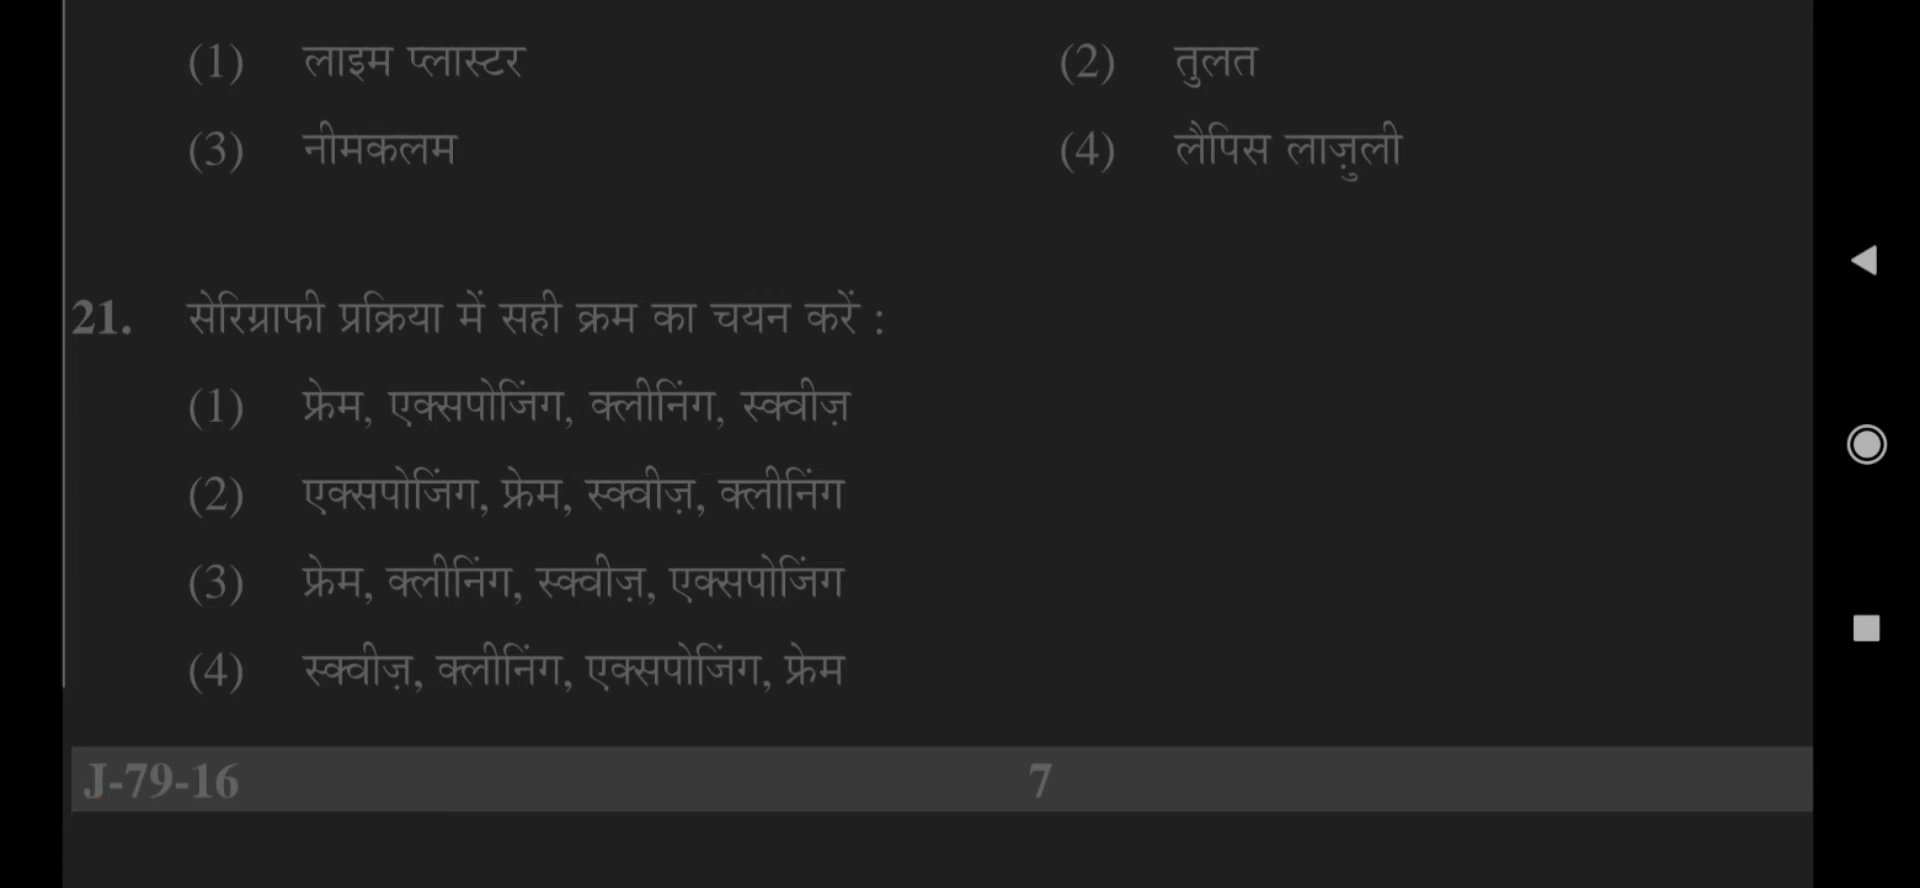 (1) लाइम प्लास्टर (2) तुलत
(3) नीमकलम (4) लैपिस लाज़ुली
21. सेरिग्राफी प्रक्रिया में सही क्रम का चयन करें :
(1) फ्रेम, एक्सपोजिंग, क्लीनिंग, स्क्वीज़
(2) एक्सपोजिंग, फ्रेम, स्क्वीज़, क्लीनिंग
(3) फ्रेम, क्लीनिंग, स्क्वीज़, एक्सपोजिंग
(4) स्क्वीज़, क्लीनिंग, एक्सपोजिंग, फ्रेम
J-79-16 7